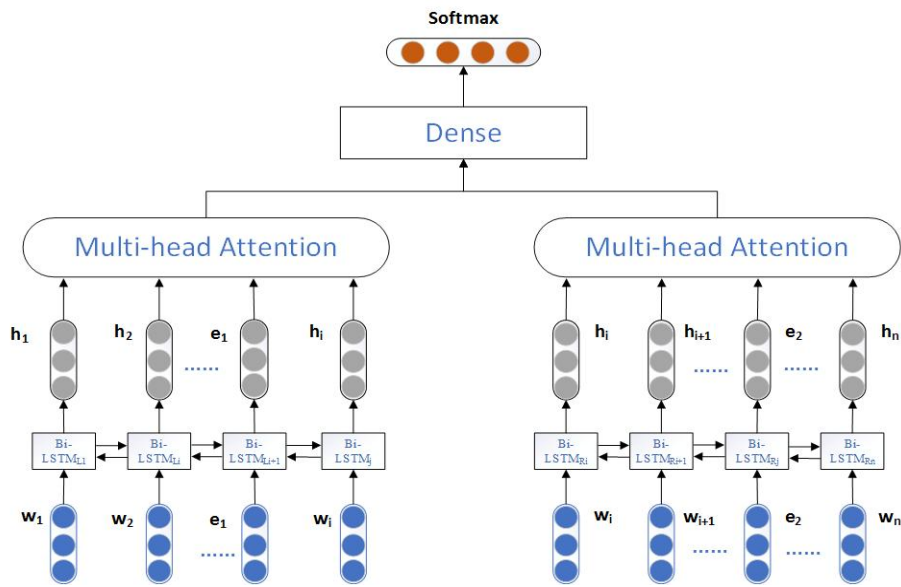 Softmax
Dense
Multi-head Attention Multi-head Attention
h1 h2 e1 hi hi hi+1 e2 hn
...... ...... ......
Bi- Bi- Bi- Bi- Bi- Bi- Bi- Bi-
LSTML1 LSTMLi LSTMLi+1 LSTMj LSTMRi LSTMRi+1 LSTMRj LSTMRn
w1 w2 e1 wi wi wi+1 e2 wn
...... ...... ......